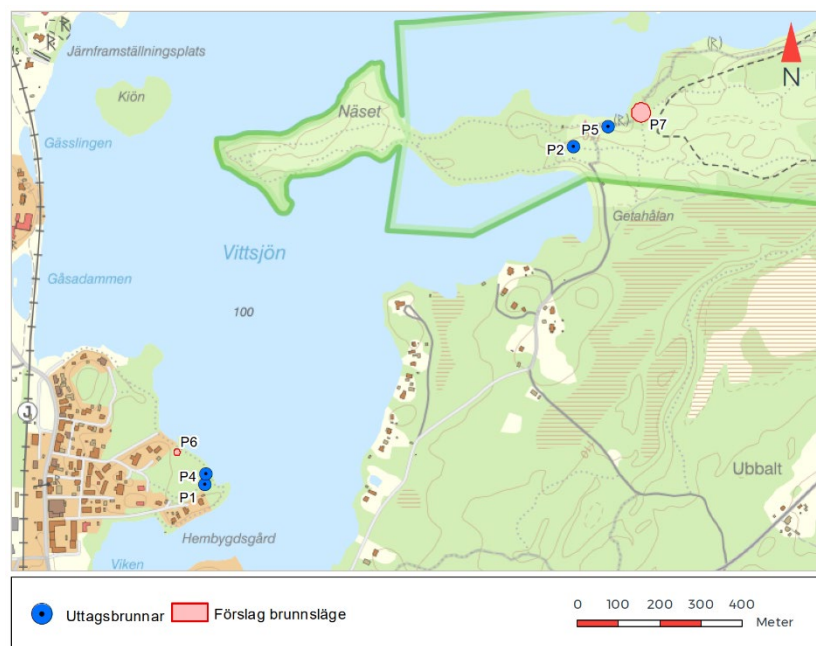 Järnframställningsplats
Kiön
Gässlingen
Näset
(R)
N
P5
(R)
P7
P2
Getahålan
Vittsjön
Gåsadammen
100
P6
P4
P1
Ubbalt
Hembygdsgård
Viken
Uttagsbrunnar
Förslag brunnsläge
0 100 200 300 400
Meter